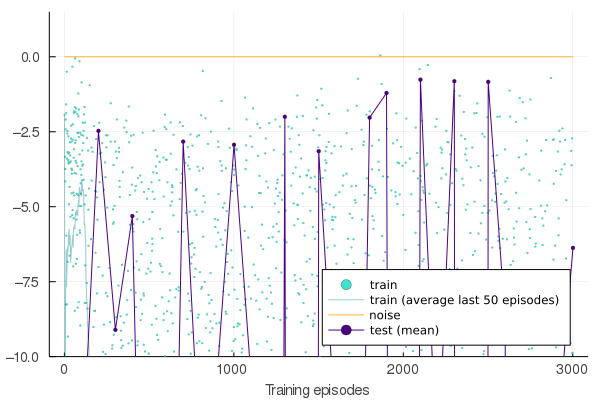 0.0
−2.5
−5.0
−7.5
−10.0
0
1000
2000
3000
Training episodes
train
train (average last 50 episodes)
noise
test (mean)